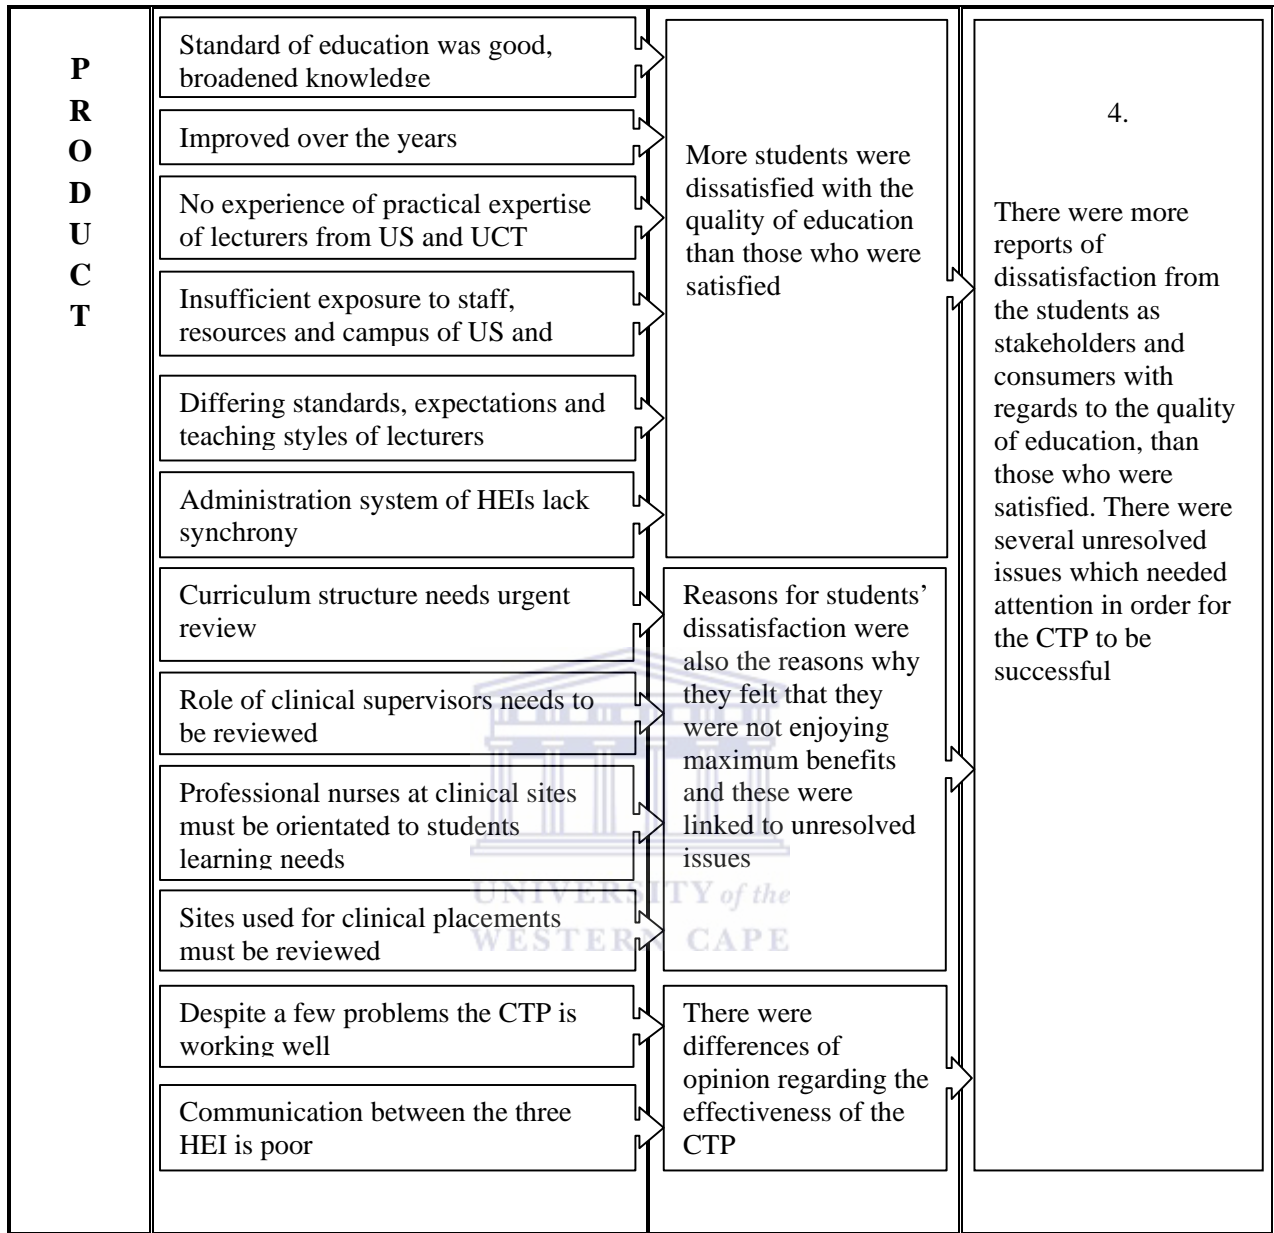 PRODUCT
Standard of education was good,
broadened knowledge
Improved over the years
No experience of practical expertise
of lecturers from US and UCT
Insufficient exposure to staff,
resources and campus of US and
Differing standards, expectations and
teaching styles of lecturers
Administration system of HEIs lack
synchrony
Curriculum structure needs urgent
review
Role of clinical supervisors needs to
be reviewed
Professional nurses at clinical sites
must be orientated to students
learning needs
Sites used for clinical placements
must be reviewed
Despite a few problems the CTP is
working well
Communication between the three
HEI is poor
More students were
dissatisfied with the
quality of education
than those who were
satisfied
Reasons for students’
dissatisfaction were
also the reasons why
they felt that they
were not enjoying
maximum benefits
and these were
linked to unresolved
issues
There were
differences of
opinion regarding the
effectiveness of the
CTP
4.
There were more
reports of
dissatisfaction from
the students as
stakeholders and
consumers with
regards to the quality
of education, than
those who were
satisfied. There were
several unresolved
issues which needed
attention in order for
the CTP to be
successful
UNIVERSITY of the
WESTERN CAPE